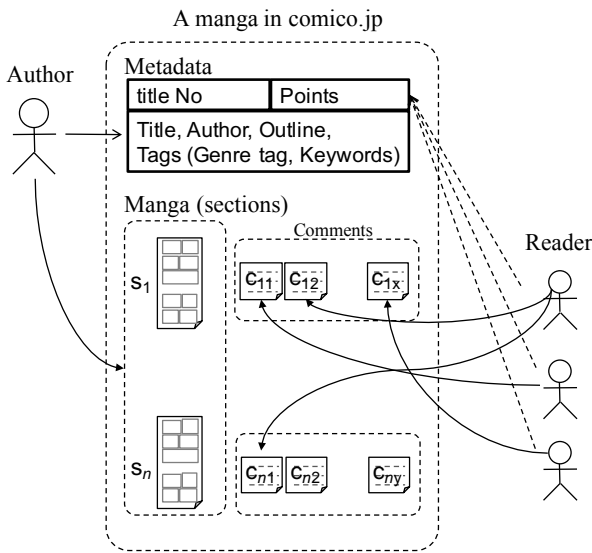 A manga in comico.jp
Author
Metadata
title No
Points
Title, Author, Outline,
Tags (Genre tag, Keywords)
Manga (sections)
Comments
Reader
s1
c11
c12
c1x
sn
cn1
cn2
cny